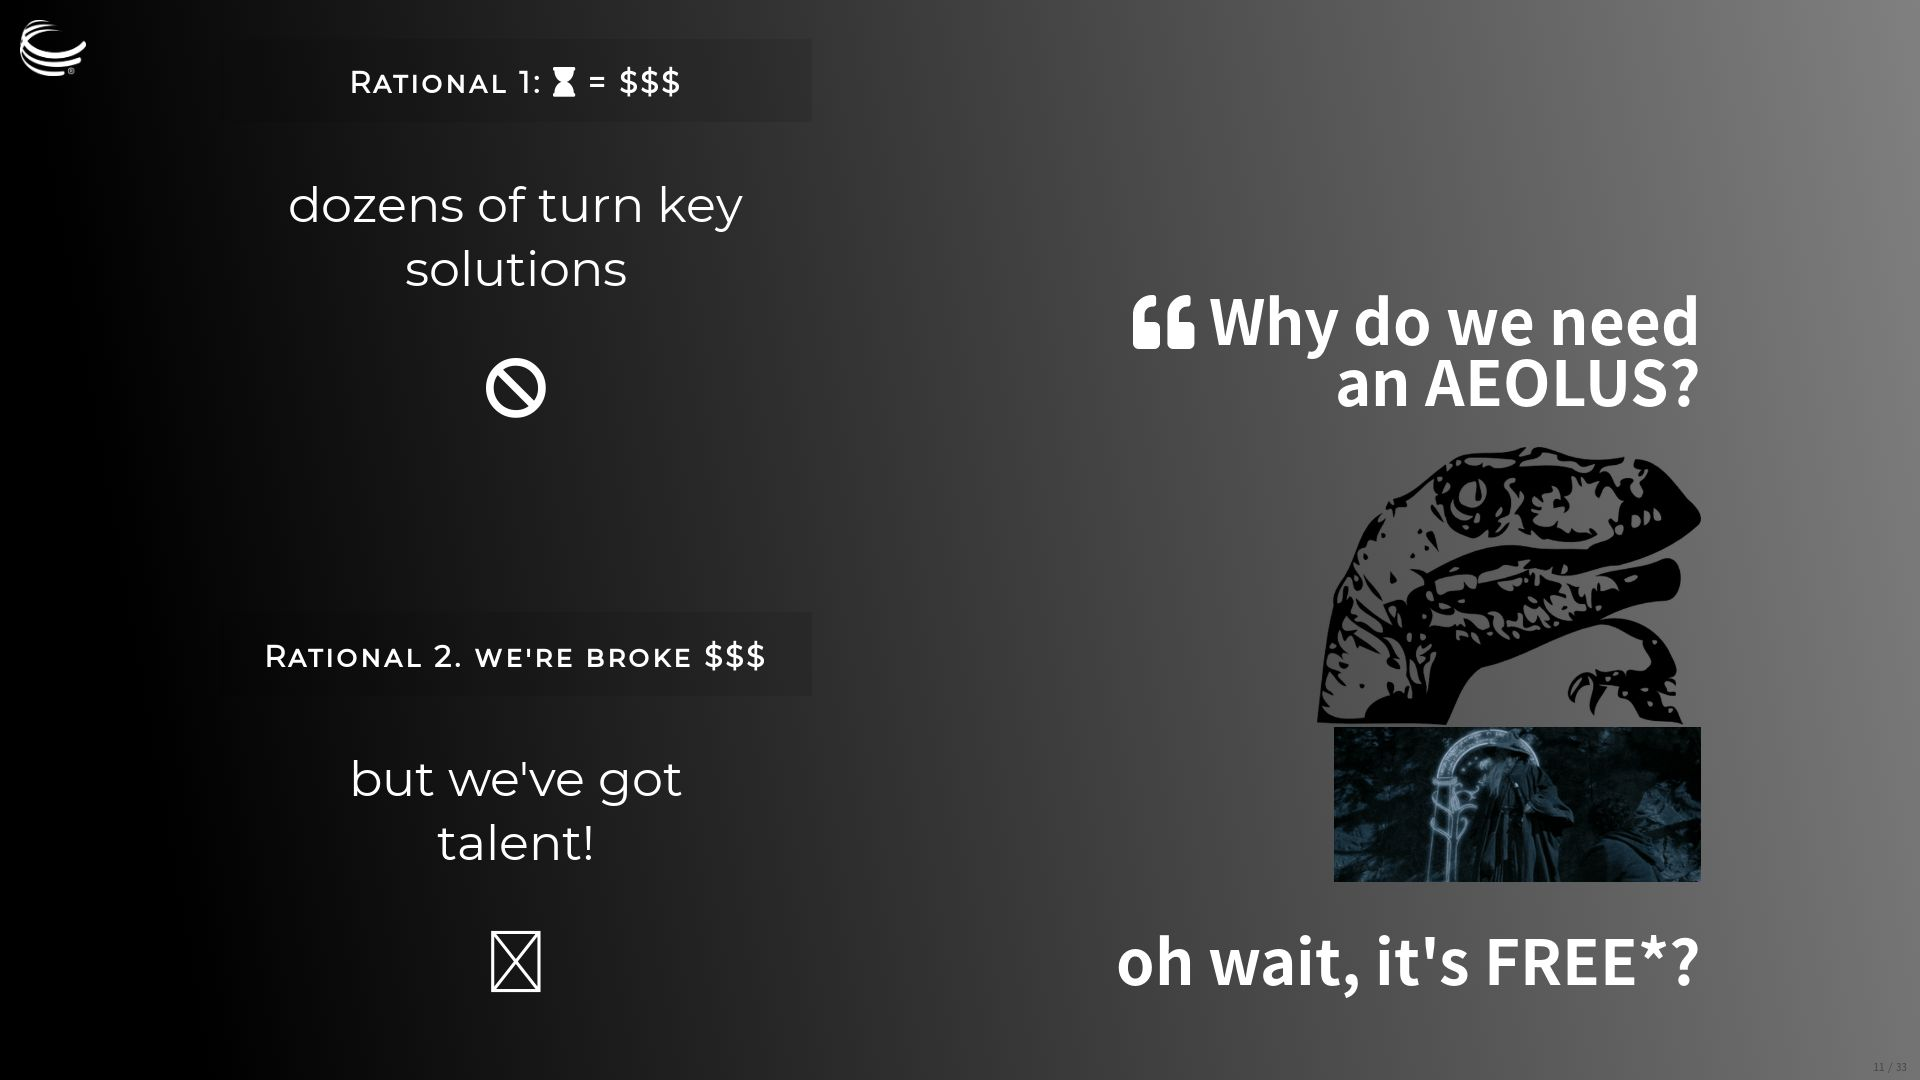 Rational 1: ⌛ = $$$
dozens of turn key
solutions
Rational 2. we're broke $$$
but we've got
talent!
“ Why do we need
an AEOLUS?
oh wait, it's FREE*?
11 / 33